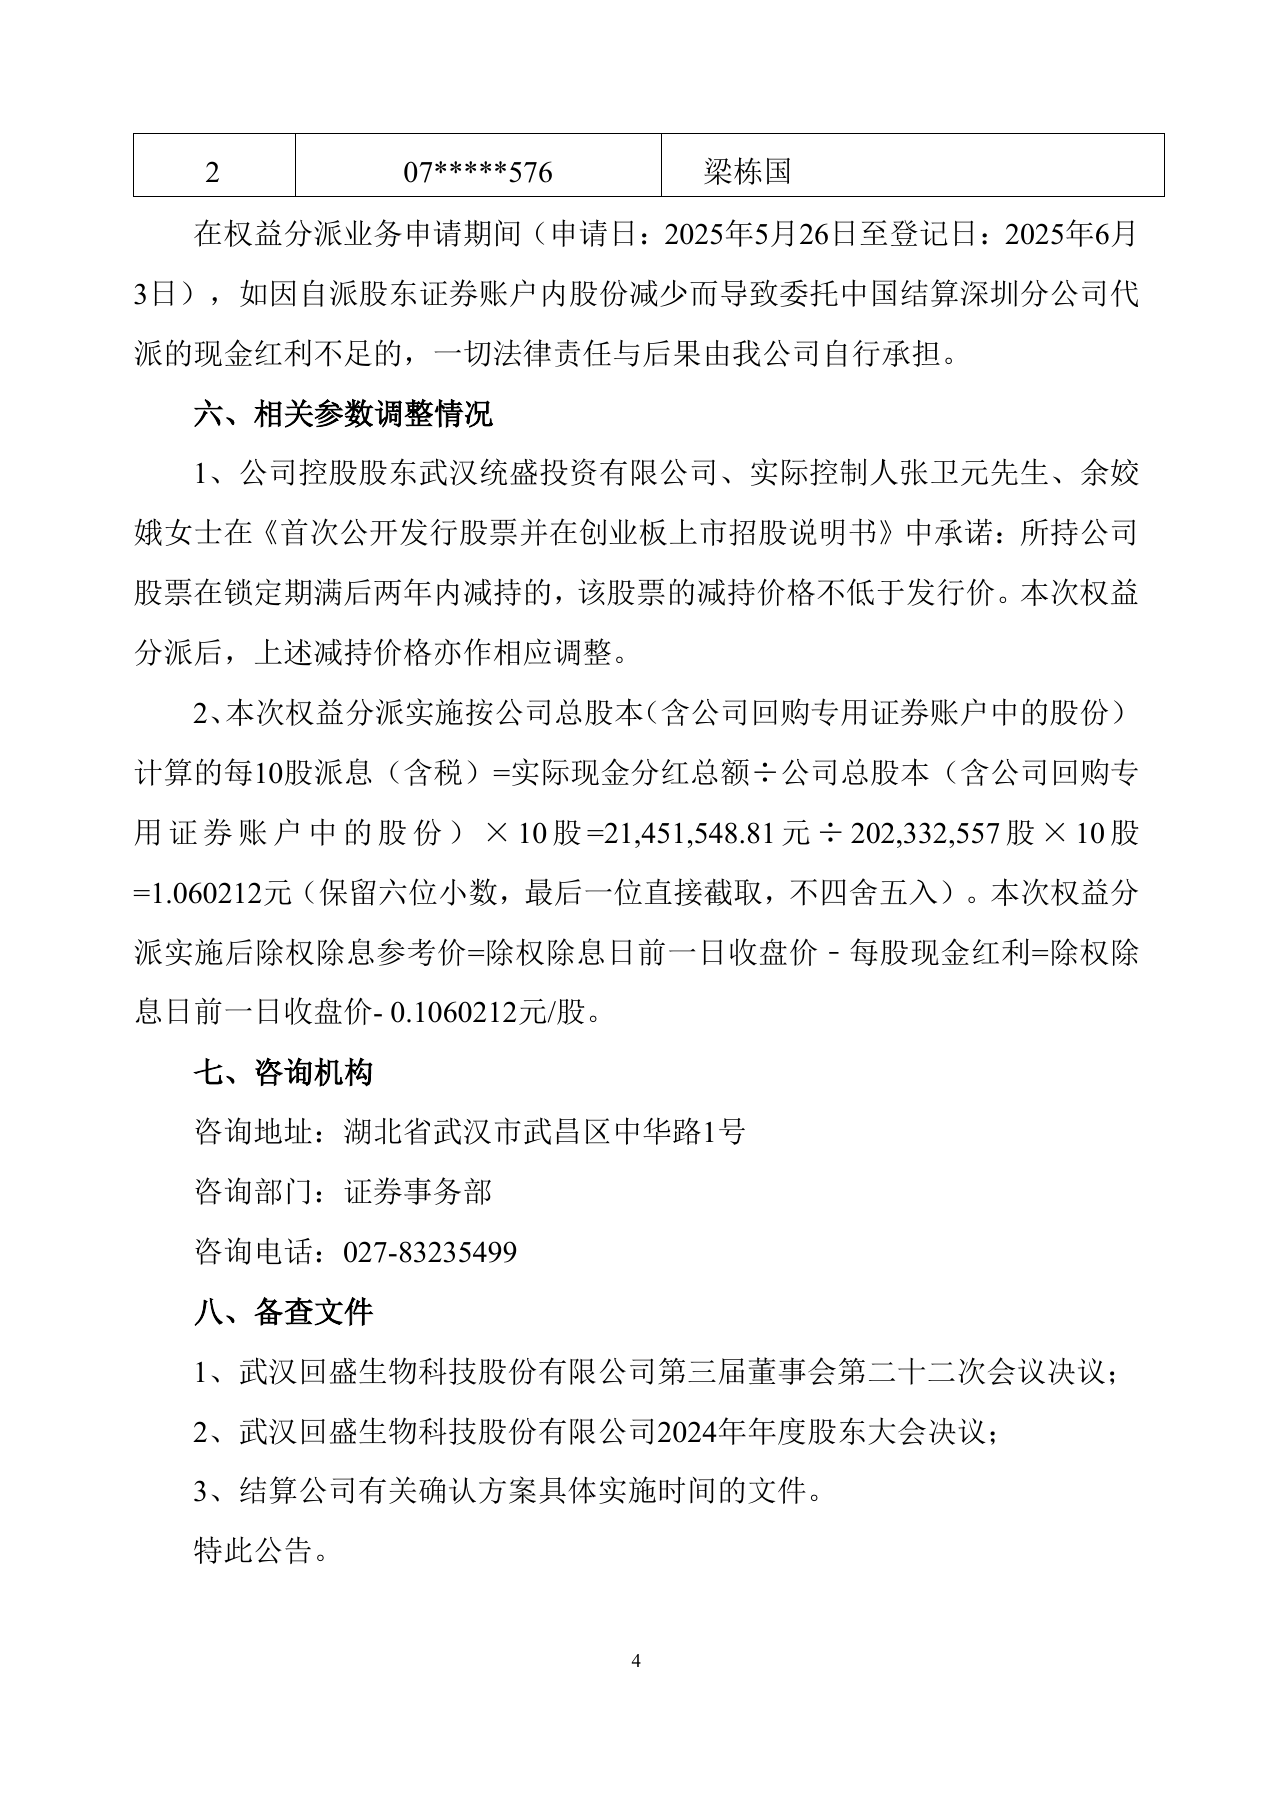 2 07*****576 梁栋国
在权益分派业务申请期间（申请日：2025年5月26日至登记日：2025年6月
3日），如因自派股东证券账户内股份减少而导致委托中国结算深圳分公司代
派的现金红利不足的，一切法律责任与后果由我公司自行承担。
六、相关参数调整情况
1、公司控股股东武汉统盛投资有限公司、实际控制人张卫元先生、余姣
娥女士在《首次公开发行股票并在创业板上市招股说明书》中承诺：所持公司
股票在锁定期满后两年内减持的，该股票的减持价格不低于发行价。本次权益
分派后，上述减持价格亦作相应调整。
2、本次权益分派实施按公司总股本（含公司回购专用证券账户中的股份）
计算的每10股派息（含税）=实际现金分红总额÷公司总股本（含公司回购专
用证券账户中的股份）×10股=21,451,548.81元÷202,332,557股×10股
=1.060212元（保留六位小数，最后一位直接截取，不四舍五入）。本次权益分
派实施后除权除息参考价=除权除息日前一日收盘价－每股现金红利=除权除
息日前一日收盘价- 0.1060212元/股。
七、咨询机构
咨询地址：湖北省武汉市武昌区中华路1号
咨询部门：证券事务部
咨询电话：027-83235499
八、备查文件
1、武汉回盛生物科技股份有限公司第三届董事会第二十二次会议决议；
2、武汉回盛生物科技股份有限公司2024年年度股东大会决议；
3、结算公司有关确认方案具体实施时间的文件。
特此公告。
4